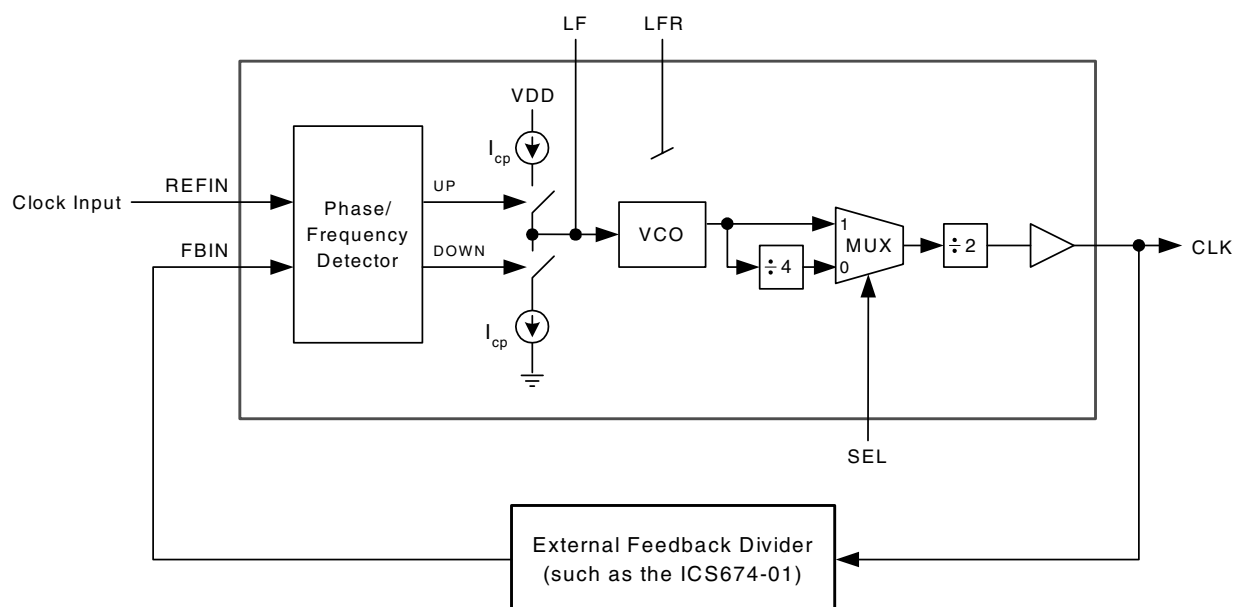 LF
LFR
VDD
Icp
REFIN
Clock Input
UP
Phase/
Frequency
Detector
FBIN
DOWN
VCO
1
MUX
0
÷4
÷2
CLK
Icp
SEL
External Feedback Divider
(such as the ICS674-01)